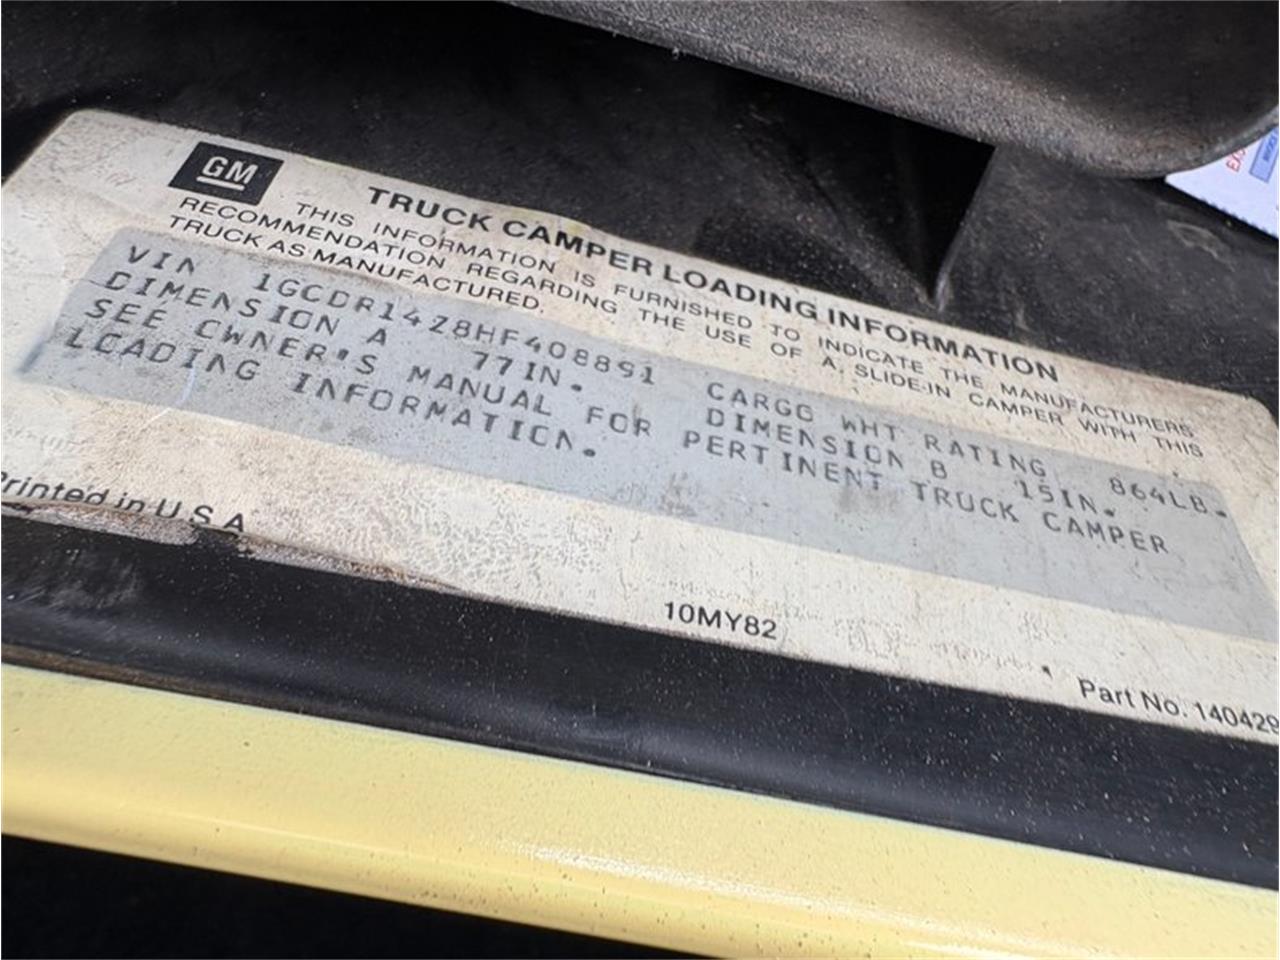 GM
TRUCK CAMPER LOADING INFORMATION
THIS INFORMATION IS FURNISHED TO INDICATE THE MANUFACTURERS
RECOMMENDATION REGARDING THE USE OF A SLIDE-IN CAMPER WITH THIS
TRUCK AS MANUFACTURED.
VIN 1GCDR14Z8HF408891 CARGO WHT RATING 864LB.
DIMENSION A 77IN. DIMENSION B 15IN.
SEE OWNER'S MANUAL FOR PERTINENT TRUCK CAMPER
LOADING INFORMATION.
Printed in U.S.A.
10MY82
Part No. 140429